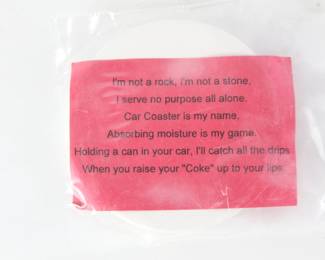 I'm not a rock, i'm not a stone.
I serve no purpose all alone.
Car Coaster is my name.
Absorbing moisture is my game.
Holding a can in your car, I'll catch all the drips
When you raise your "Coke" up to your lips.